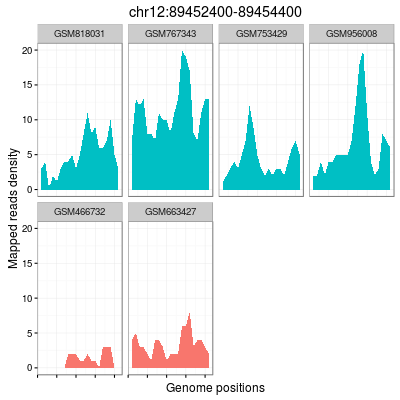 chr12:89452400-89454400
GSM818031 GSM767343 GSM753429 GSM956008
20
15
10
5
0
GSM466732 GSM663427
20
15
10
5
0
Mapped reads density
Genome positions